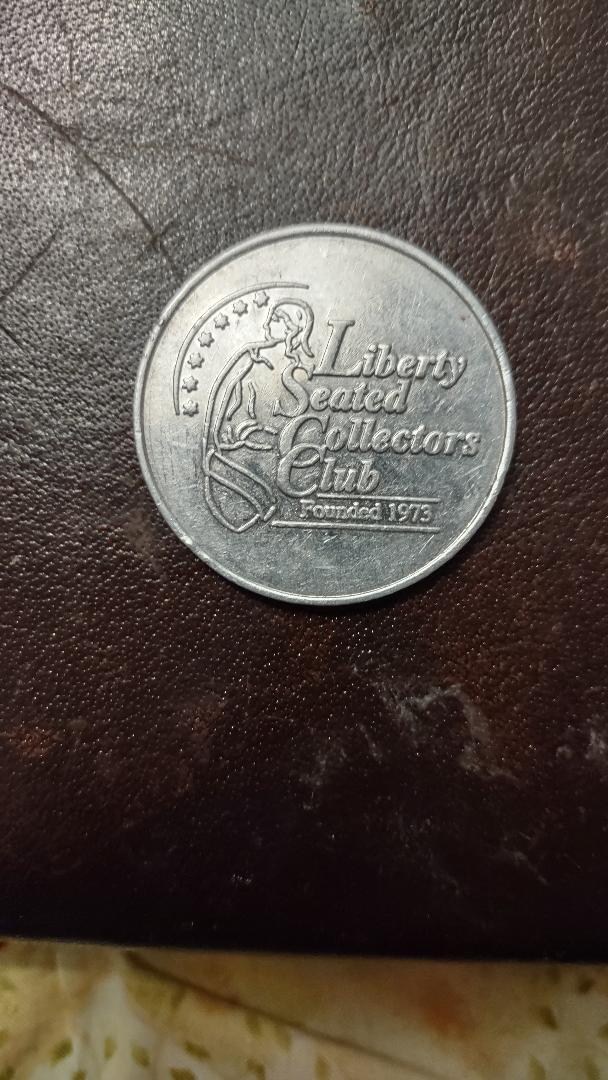 Liberty
Seated
Collectors
Club
Founded 1973